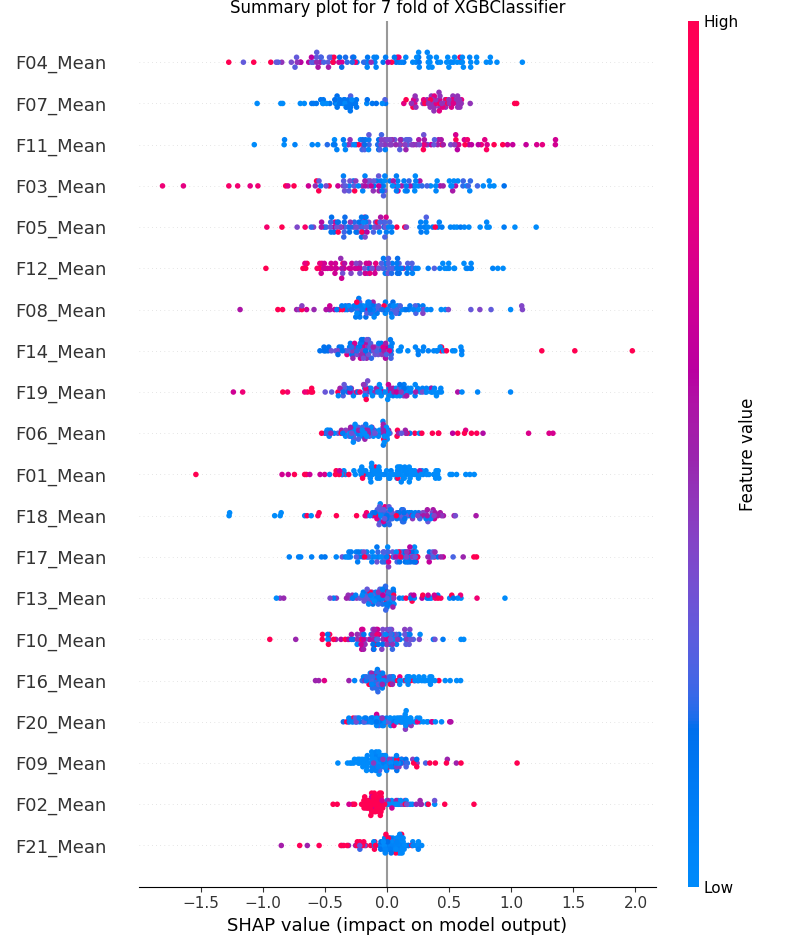 Summary plot for 7 fold of XGBClassifier
High
F04_Mean
F07_Mean
F11_Mean
F03_Mean
F05_Mean
F12_Mean
F08_Mean
F14_Mean
F19_Mean
F06_Mean
F01_Mean
F18_Mean
F17_Mean
F13_Mean
F10_Mean
F16_Mean
F20_Mean
F09_Mean
F02_Mean
F21_Mean
Feature value
Low
−1.5 −1.0 −0.5 0.0 0.5 1.0 1.5 2.0
SHAP value (impact on model output)